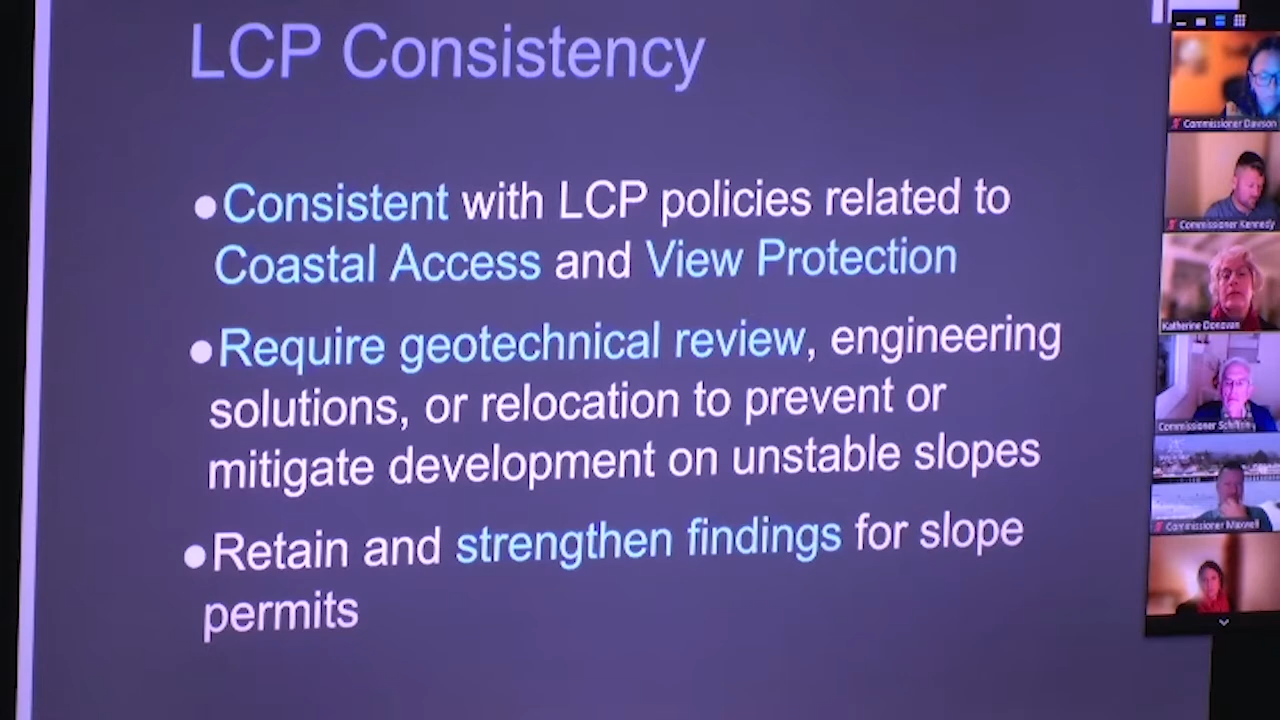 LCP Consistency
•Consistent with LCP policies related to
Coastal Access and View Protection
•Require geotechnical review, engineering
solutions, or relocation to prevent or
mitigate development on unstable slopes
•Retain and strengthen findings for slope
permits
Commissioner Dawson
Commissioner Kennedy
Katherine Donovan
Commissioner
Commissioner Maxwell